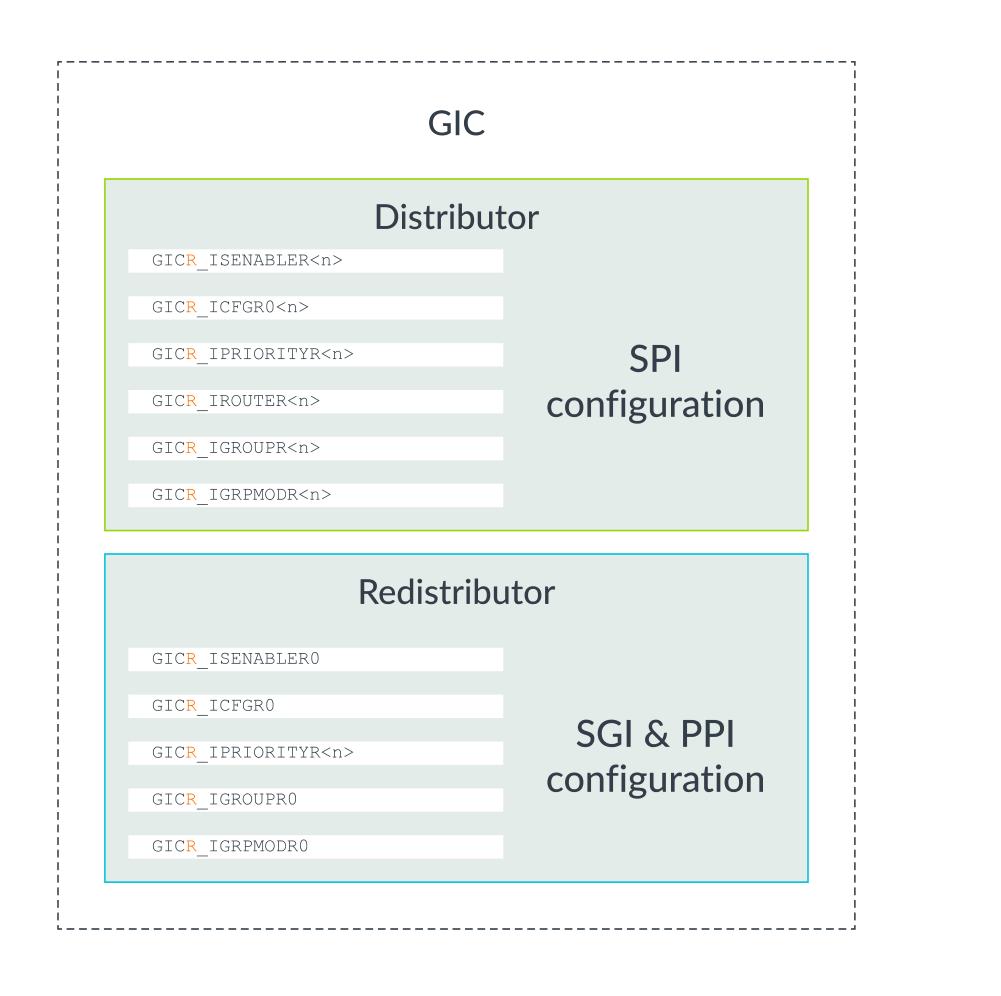 GIC
Distributor
GICR_ISENABLER<n>
GICR_ICFGR0<n>
GICR_IPRIORITYR<n>
GICR_IROUTER<n>
GICR_IGROUPR<n>
GICR_IGRPMODR<n>
SPI
configuration
Redistributor
GICR_ISENABLER0
GICR_ICFGR0
GICR_IPRIORITYR<n>
GICR_IGROUPR0
GICR_IGRPMODR0
SGI & PPI
configuration